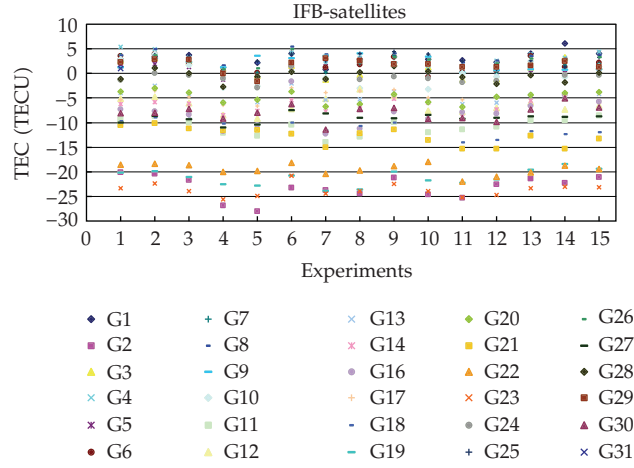 IFB-satellites
TEC (TECU)
10
5
0
−5
−10
−15
−20
−25
−30
0 1 2 3 4 5 6 7 8 9 10 11 12 13 14 15
Experiments
G1 G7 G13 G20 G26
G2 G8 G14 G21 G27
G3 G9 G16 G22 G28
G4 G10 G17 G23 G29
G5 G11 G18 G24 G30
G6 G12 G19 G25 G31